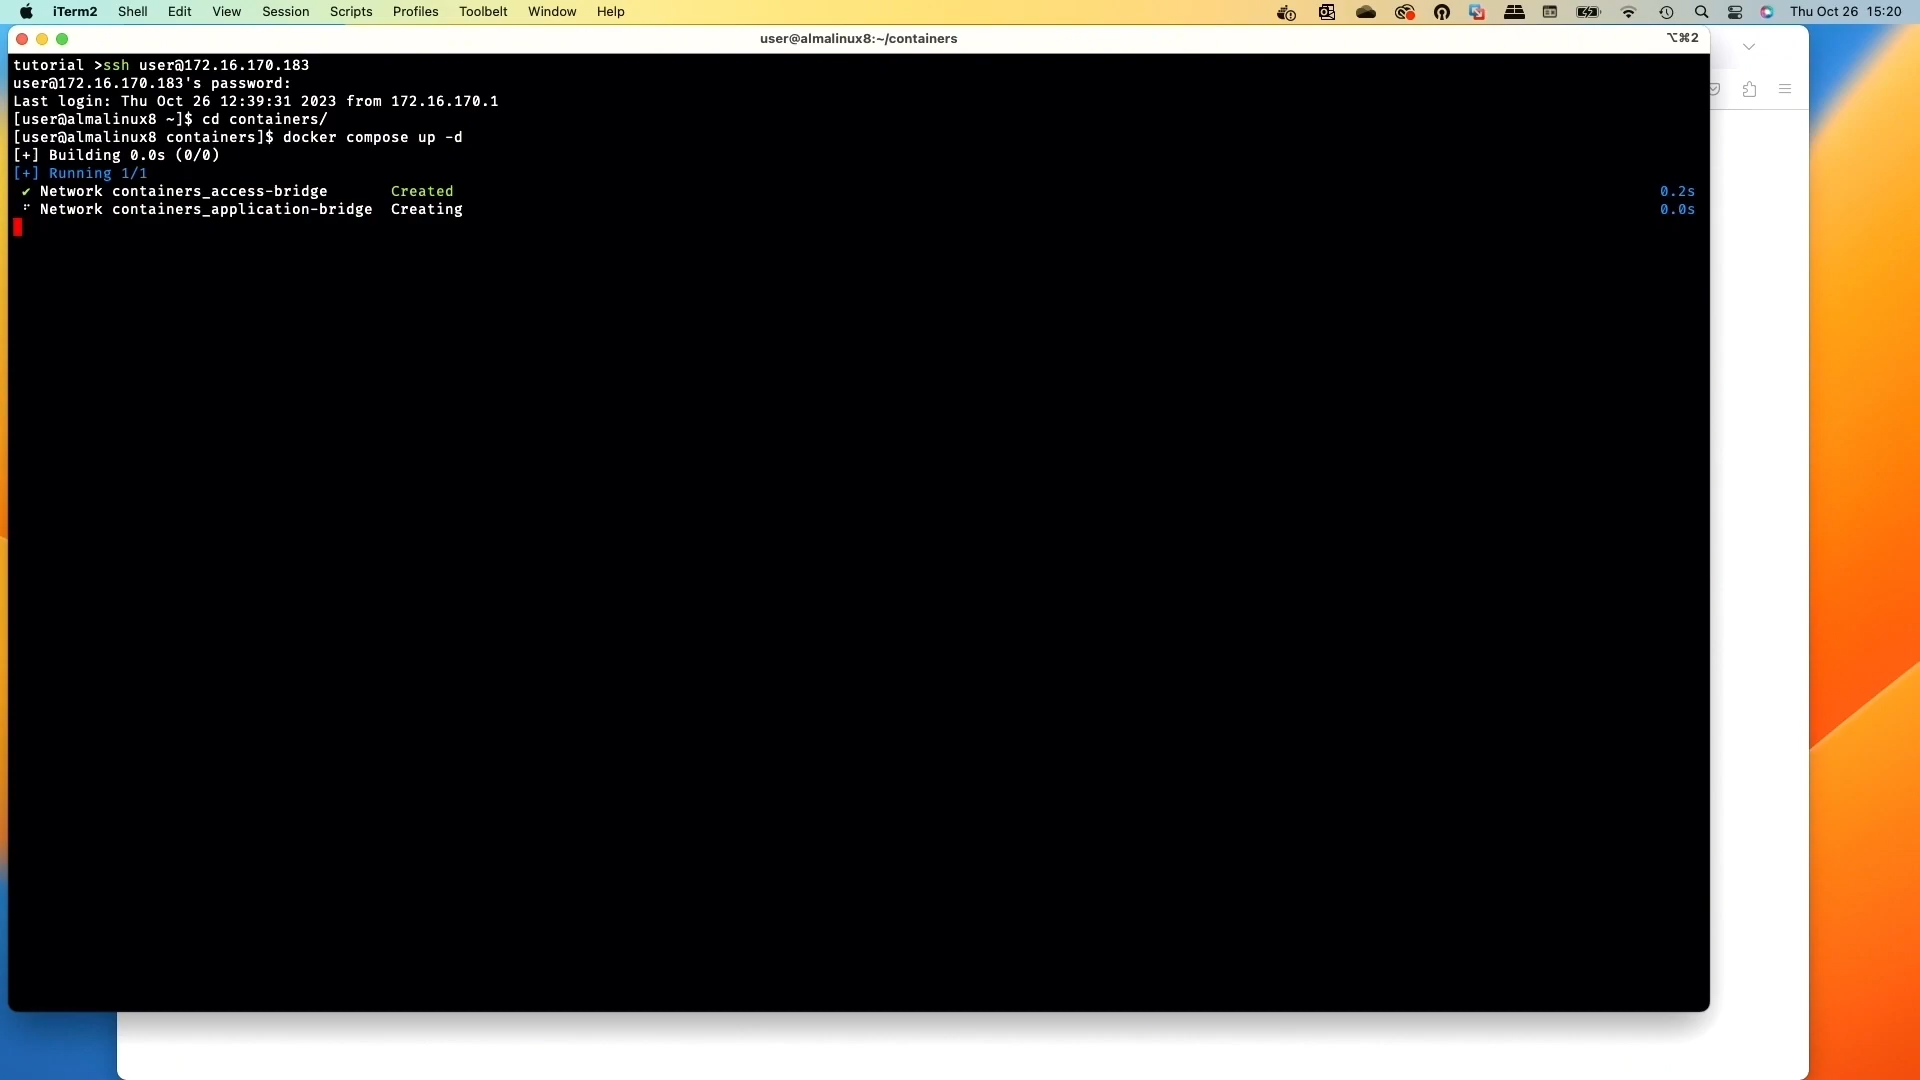 iTerm2 Shell Edit View Session Scripts Profiles Toolbelt Window Help Thu Oct 26 15:20
user@almalinux8:~/containers ⌥⌘2
tutorial >ssh user@172.16.170.183
user@172.16.170.183's password:
Last login: Thu Oct 26 12:39:31 2023 from 172.16.170.1
[user@almalinux8 ~]$ cd containers/
[user@almalinux8 containers]$ docker compose up -d
[+] Building 0.0s (0/0)
[+] Running 1/1
✔ Network containers_access-bridge Created 0.2s
⠋ Network containers_application-bridge Creating 0.0s